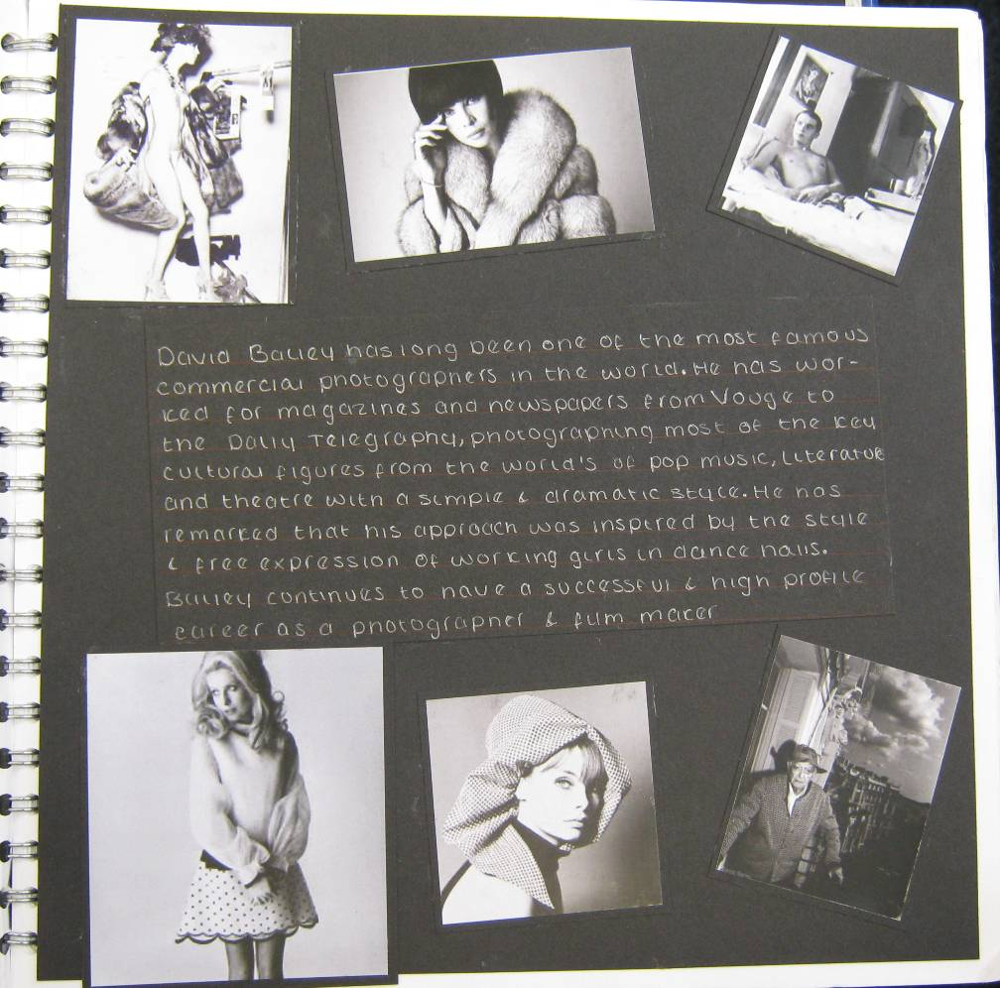 David Bailey has long been one of the most famous
commercial photographers in the world. He has wor-
ked for magazines and newspapers from Vouge to
the Daily Telegraphy, photographing most of the key
cultural figures from the world's of pop music, literature
and theatre with a simple & dramatic style. He has
remarked that his approach was inspired by the style
& free expression of working girls in dance halls.
Bailey continues to have a successful & high profile
career as a photographer & film maker